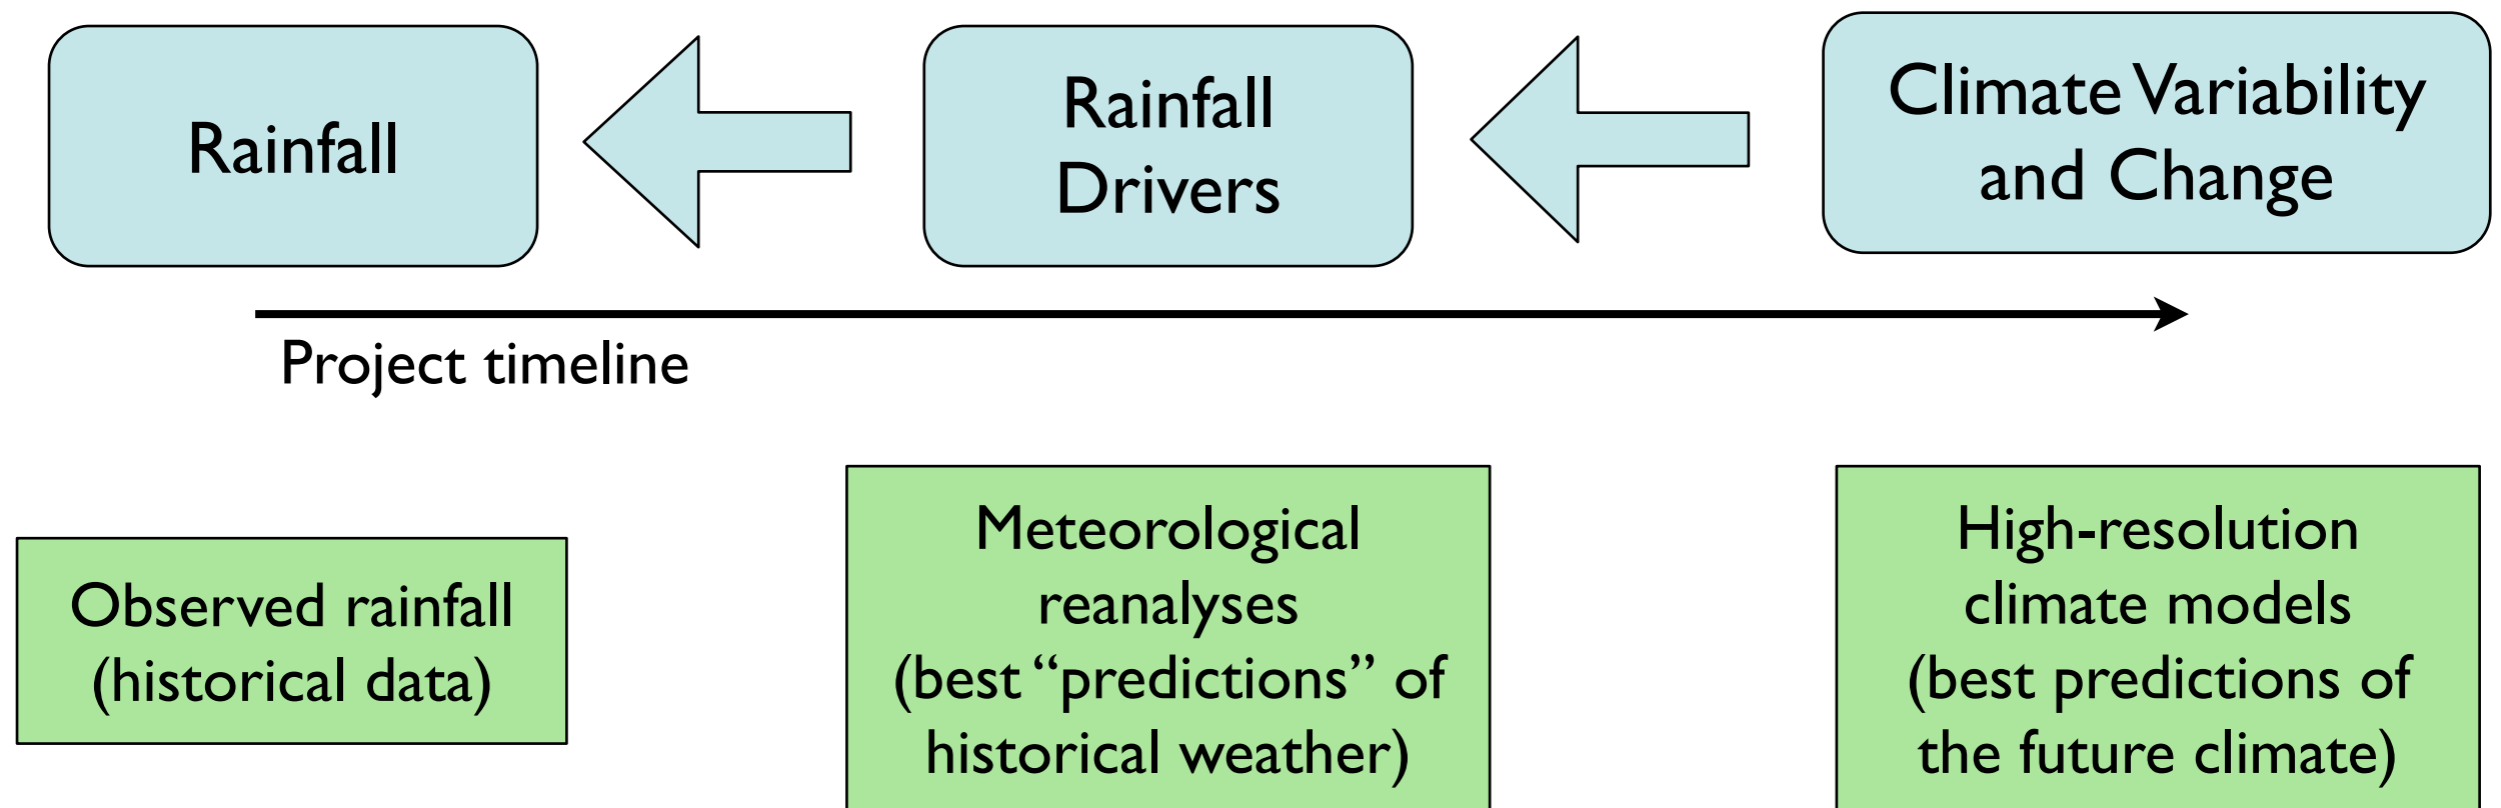 Rainfall
Rainfall
Drivers
Climate Variability
and Change
Project timeline
Observed rainfall
(historical data)
Meteorological
reanalyses
(best “predictions” of
historical weather)
High-resolution
climate models
(best predictions of
the future climate)